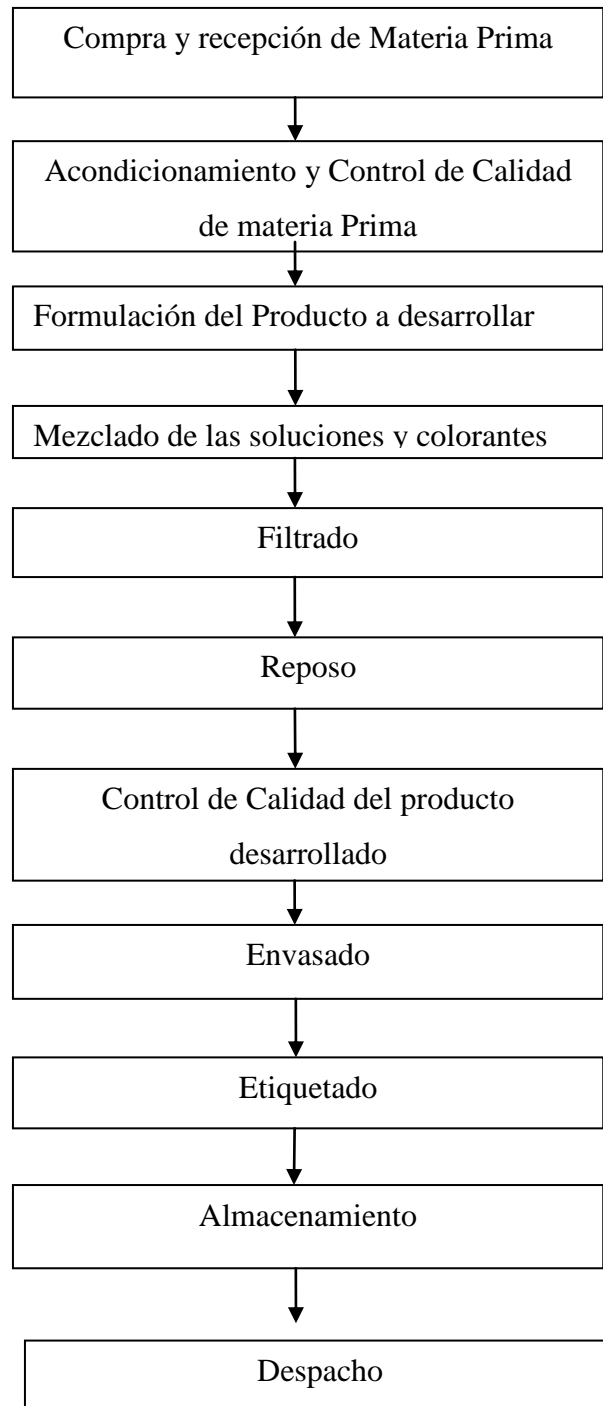 Compra y recepción de Materia Prima
Acondicionamiento y Control de Calidad
de materia Prima
Formulación del Producto a desarrollar
Mezclado de las soluciones y colorantes
Filtrado
Reposo
Control de Calidad del producto
desarrollado
Envasado
Etiquetado
Almacenamiento
Despacho